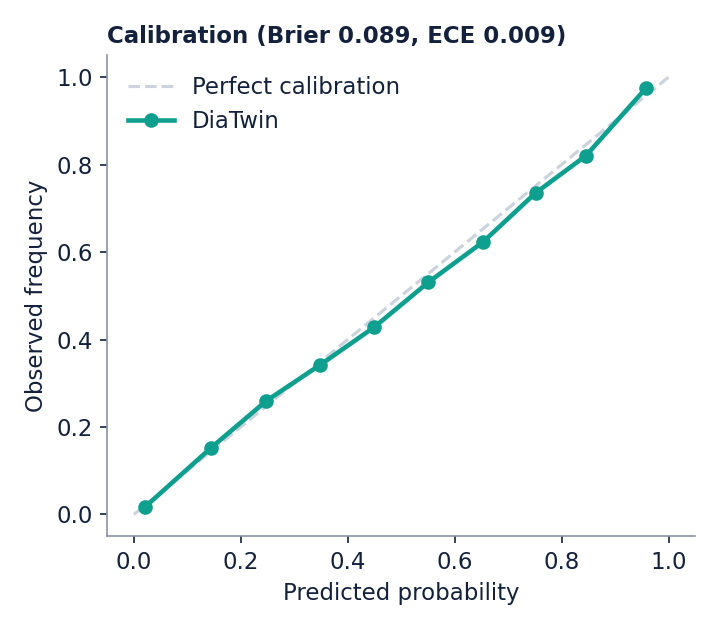 Calibration (Brier 0.089, ECE 0.009)
Perfect calibration
DiaTwin
Observed frequency
1.0
0.8
0.6
0.4
0.2
0.0
0.0 0.2 0.4 0.6 0.8 1.0
Predicted probability